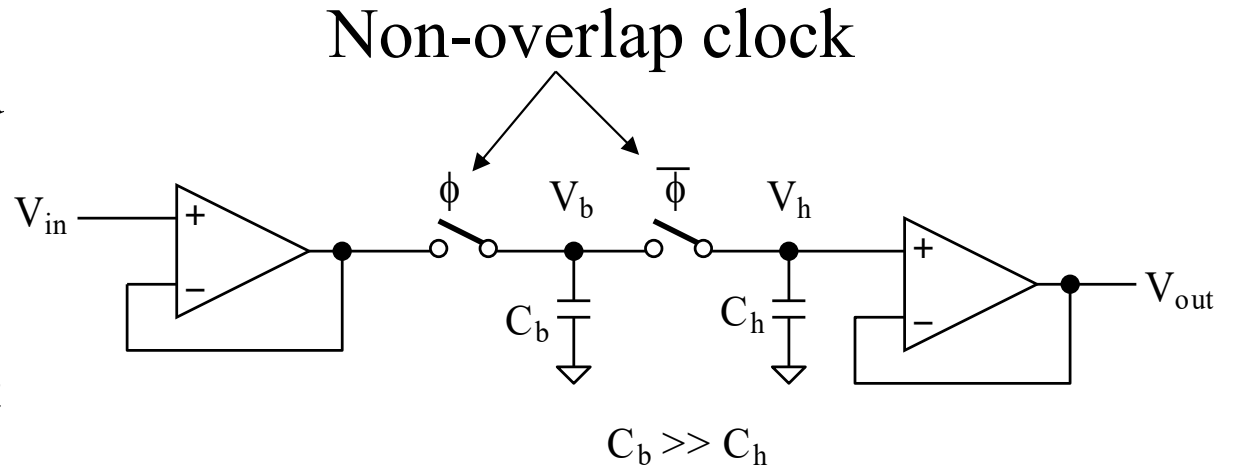 Non-overlap clock
ϕ
V_b
ϕ̅
V_h
V_in
+
−
C_b
C_h
+
−
V_out
C_b >> C_h